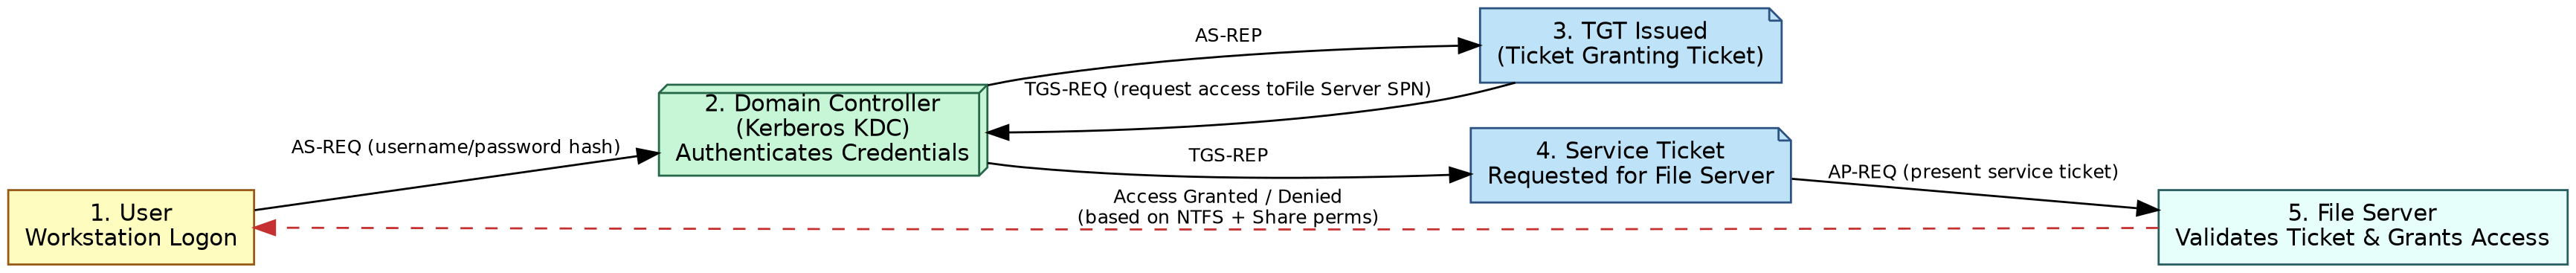 1. User
Workstation Logon
AS-REQ (username/password hash)
2. Domain Controller
(Kerberos KDC)
Authenticates Credentials
AS-REP
3. TGT Issued
(Ticket Granting Ticket)
TGS-REQ (request access toFile Server SPN)
TGS-REP
4. Service Ticket
Requested for File Server
AP-REQ (present service ticket)
5. File Server
Validates Ticket & Grants Access
Access Granted / Denied
(based on NTFS + Share perms)